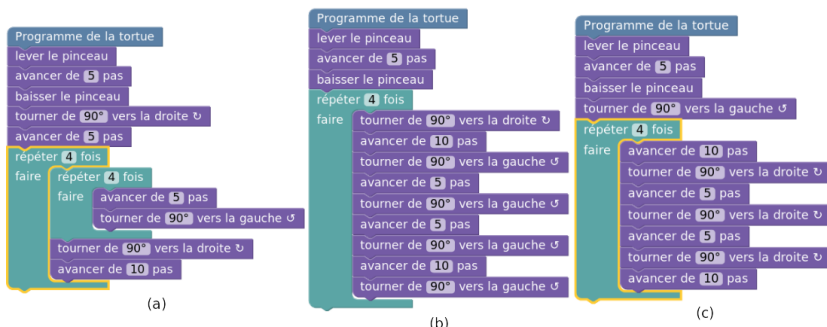 Programme de la tortue
lever le pinceau
avancer de 5 pas
baisser le pinceau
tourner de 90° vers la droite ↻
avancer de 5 pas
répéter 4 fois
faire répéter 4 fois
faire avancer de 5 pas
tourner de 90° vers la gauche ↺
tourner de 90° vers la droite ↻
avancer de 10 pas
(a)
Programme de la tortue
lever le pinceau
avancer de 5 pas
baisser le pinceau
répéter 4 fois
faire tourner de 90° vers la droite ↻
avancer de 10 pas
tourner de 90° vers la gauche ↺
avancer de 5 pas
tourner de 90° vers la gauche ↺
avancer de 5 pas
tourner de 90° vers la gauche ↺
avancer de 10 pas
tourner de 90° vers la gauche ↺
(b)
Programme de la tortue
lever le pinceau
avancer de 5 pas
baisser le pinceau
tourner de 90° vers la gauche ↺
répéter 4 fois
faire avancer de 10 pas
tourner de 90° vers la droite ↻
avancer de 5 pas
tourner de 90° vers la droite ↻
avancer de 5 pas
tourner de 90° vers la droite ↻
avancer de 10 pas
(c)